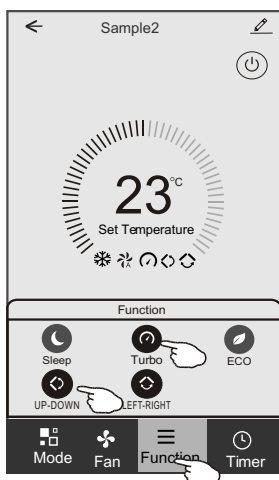 Sample2
23°C
Set Temperature
A
Function
Sleep Turbo ECO
UP-DOWN LEFT-RIGHT
Mode Fan Function Timer